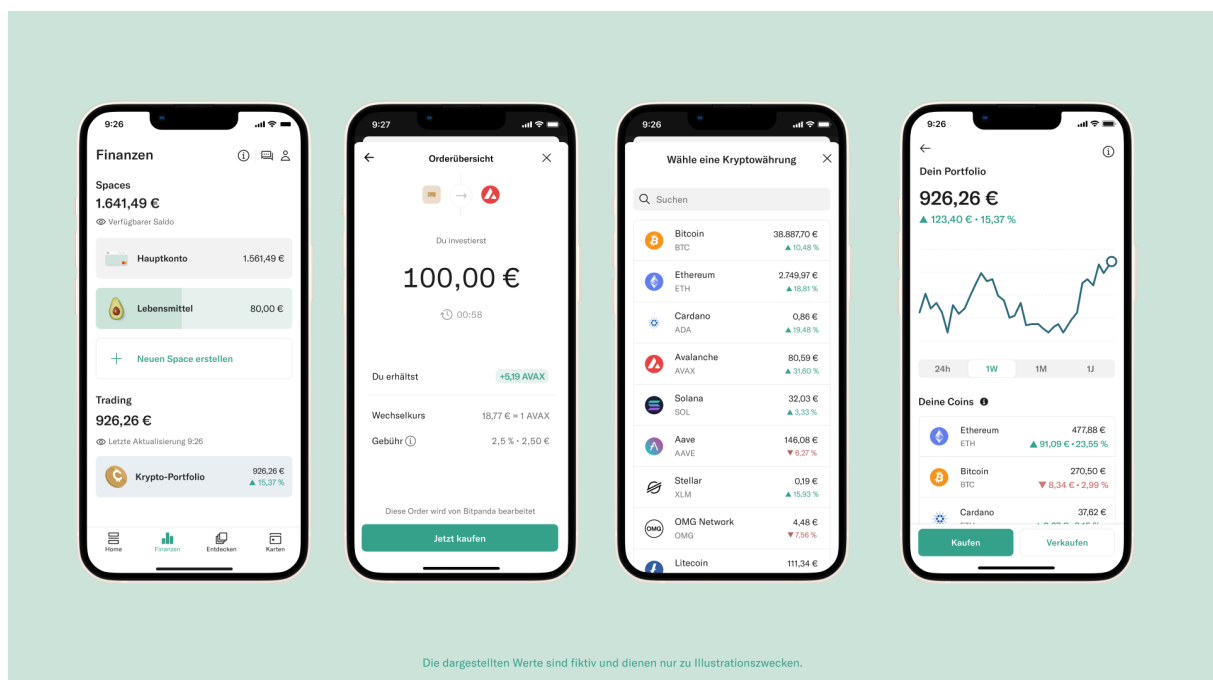 9:26
Finanzen
Spaces
1.641,49 €
Verfügbarer Saldo
Hauptkonto 1.561,49 €
Lebensmittel 80,00 €
Neuen Space erstellen
Trading
926,26 €
Letzte Aktualisierung 9:26
Krypto-Portfolio 926,26 €
▲ 15,37 %
Home Finanzen Entdecken Karten
9:27
Orderübersicht
Du investierst
100,00 €
00:58
Du erhältst +5,19 AVAX
Wechselkurs 18,77 € = 1 AVAX
Gebühr 2,5 % • 2,50 €
Diese Order wird von Bitpanda bearbeitet
Jetzt kaufen
9:26
Wähle eine Kryptowährung
Suchen
Bitcoin 38.887,70 €
BTC ▲ 10,48 %
Ethereum 2.749,97 €
ETH ▲ 18,81 %
Cardano 0,86 €
ADA ▲ 19,48 %
Avalanche 80,59 €
AVAX ▲ 31,60 %
Solana 32,03 €
SOL ▲ 3,33 %
Aave 146,08 €
AAVE ▼ 6,27 %
Stellar 0,19 €
XLM ▲ 15,93 %
OMG
OMG Network 4,48 €
OMG ▼ 7,56 %
Litecoin 111,34 €
9:26
Dein Portfolio
926,26 €
▲ 123,40 € • 15,37 %
24h 1W 1M 1J
Deine Coins
Ethereum 477,88 €
ETH ▲ 91,09 € • 23,55 %
Bitcoin 270,50 €
BTC ▼ 8,34 € • 2,99 %
Cardano 37,62 €
Kaufen Verkaufen
Die dargestellten Werte sind fiktiv und dienen nur zu Illustrationszwecken.